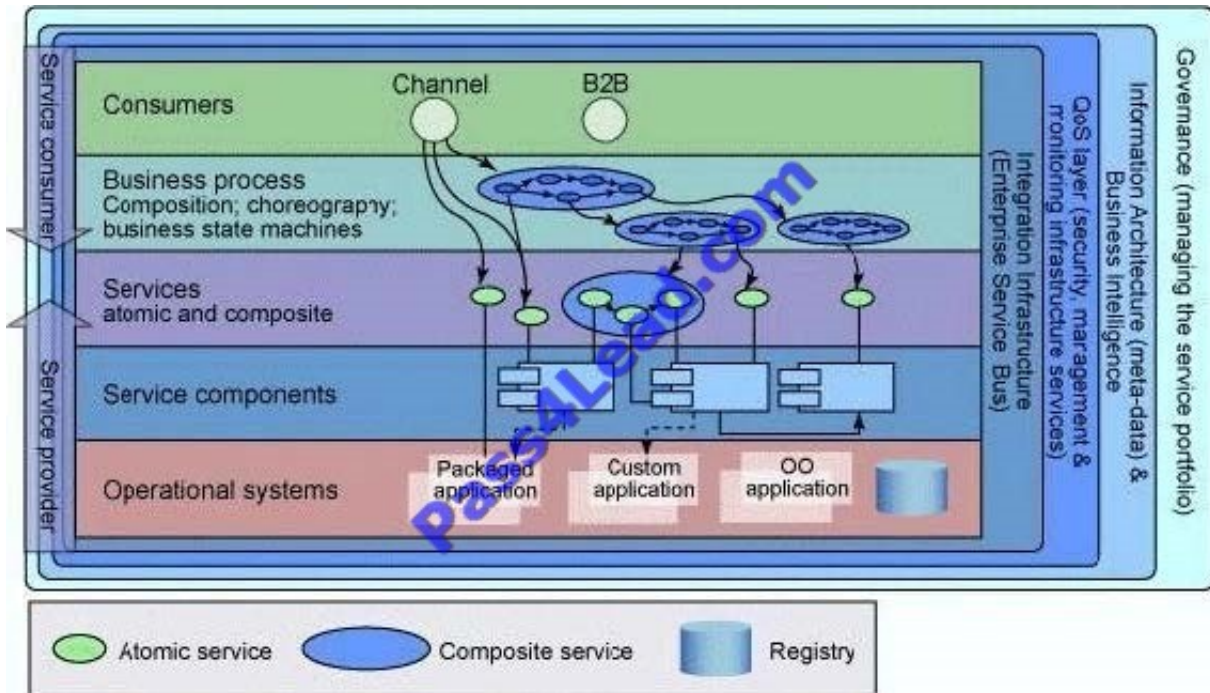 Consumers
Channel
B2B
Business process
Composition; choreography;
business state machines
Services
atomic and composite
Service components
Operational systems
Packaged
application
Custom
application
OO
application
Service consumer
Service provider
Integration Infrastructure
(Enterprise Service Bus)
QoS layer (security, management &
monitoring infrastructure services)
Information Architecture (meta-data) &
Business Intelligence
Governance (managing the service portfolio)
Pass4Lead.com
Atomic service
Composite service
Registry